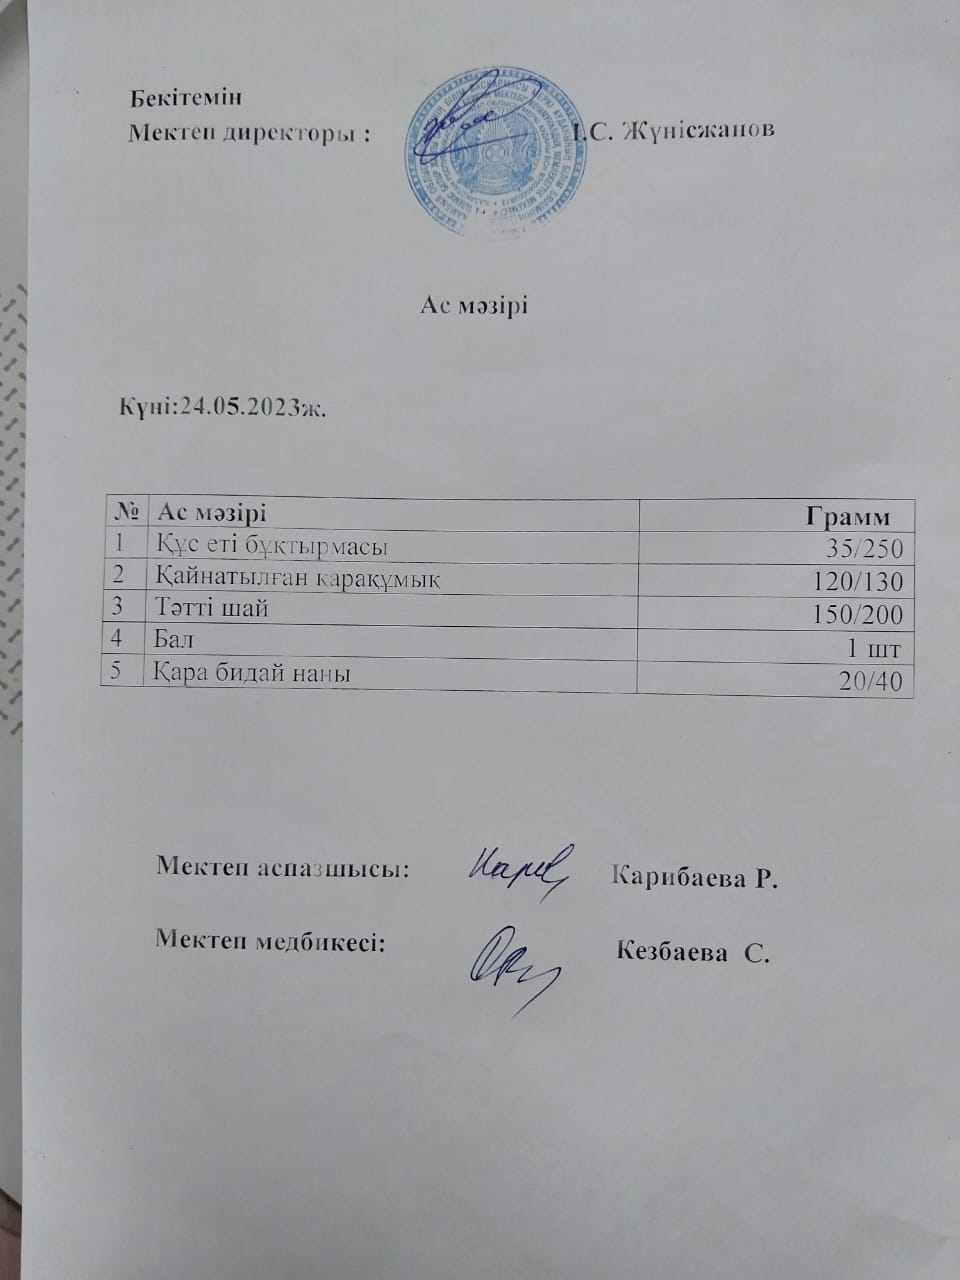 Бекітемін
Мектеп директоры : І.С. Жүнісжанов
Ас мәзірі
Күні:24.05.2023ж.
№ Ас мәзірі Грамм
1 Құс еті бұқтырмасы 35/250
2 Қайнатылған карақұмық 120/130
3 Тәтті шай 150/200
4 Бал 1 шт
5 Қара бидай наны 20/40
Мектеп аспазшысы: Карибаева Р.
Мектеп медбикесі: Кезбаева С.